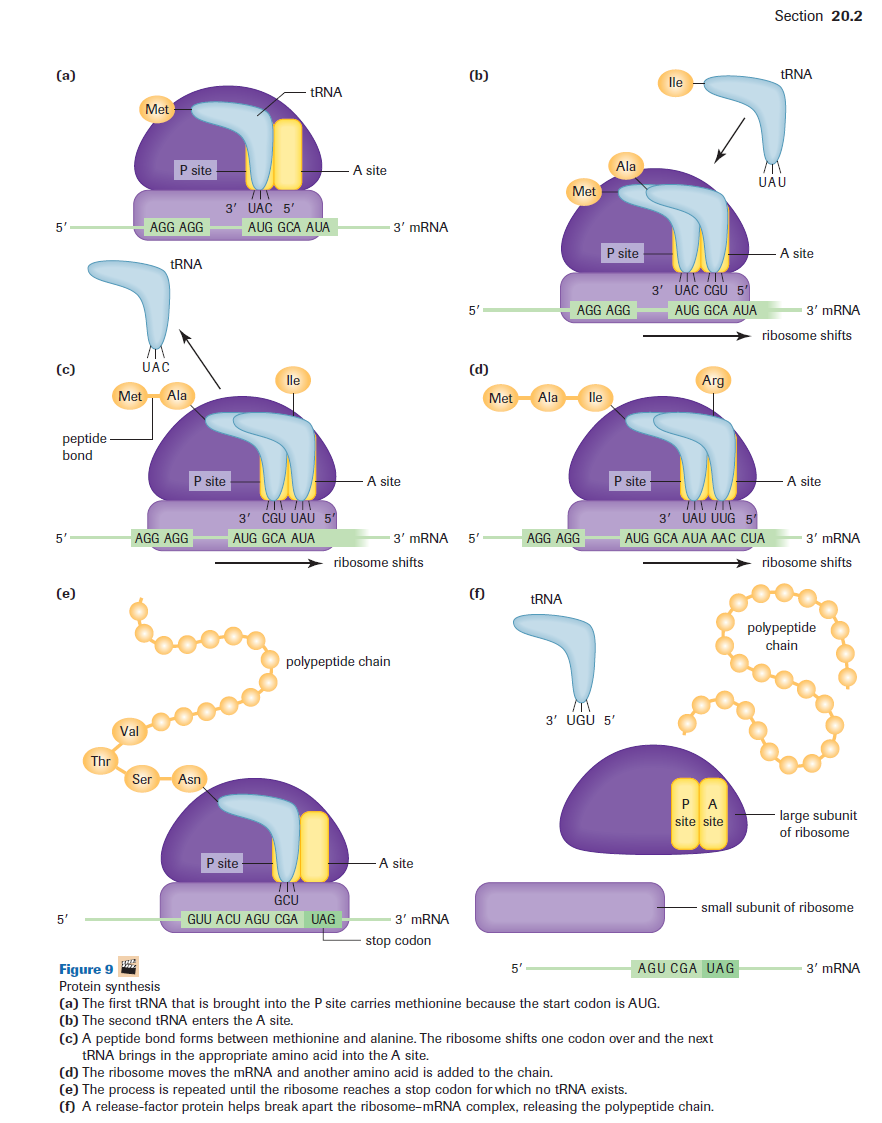 Section 20.2
(a)
tRNA
Met
P site
A site
3′ UAC 5′
5′ AGG AGG AUG GCA AUA 3′ mRNA
(b)
Ile
tRNA
UAU
Ala
Met
P site
A site
3′ UAC CGU 5′
5′ AGG AGG AUG GCA AUA 3′ mRNA
ribosome shifts
(c)
tRNA
UAC
Met Ala
Ile
peptide
bond
P site
A site
3′ CGU UAU 5′
5′ AGG AGG AUG GCA AUA 3′ mRNA
ribosome shifts
(d)
Met Ala Ile
Arg
P site
A site
3′ UAU UUG 5′
5′ AGG AGG AUG GCA AUA AAC CUA 3′ mRNA
ribosome shifts
(e)
polypeptide chain
Val
Thr
Ser Asn
P site
A site
GCU
5′ GUU ACU AGU CGA UAG 3′ mRNA
stop codon
(f)
tRNA
3′ UGU 5′
polypeptide
chain
P A
site site
large subunit
of ribosome
small subunit of ribosome
5′ AGU CGA UAG 3′ mRNA
Figure 9
Protein synthesis
(a) The first tRNA that is brought into the P site carries methionine because the start codon is AUG.
(b) The second tRNA enters the A site.
(c) A peptide bond forms between methionine and alanine. The ribosome shifts one codon over and the next
tRNA brings in the appropriate amino acid into the A site.
(d) The ribosome moves the mRNA and another amino acid is added to the chain.
(e) The process is repeated until the ribosome reaches a stop codon for which no tRNA exists.
(f) A release-factor protein helps break apart the ribosome–mRNA complex, releasing the polypeptide chain.